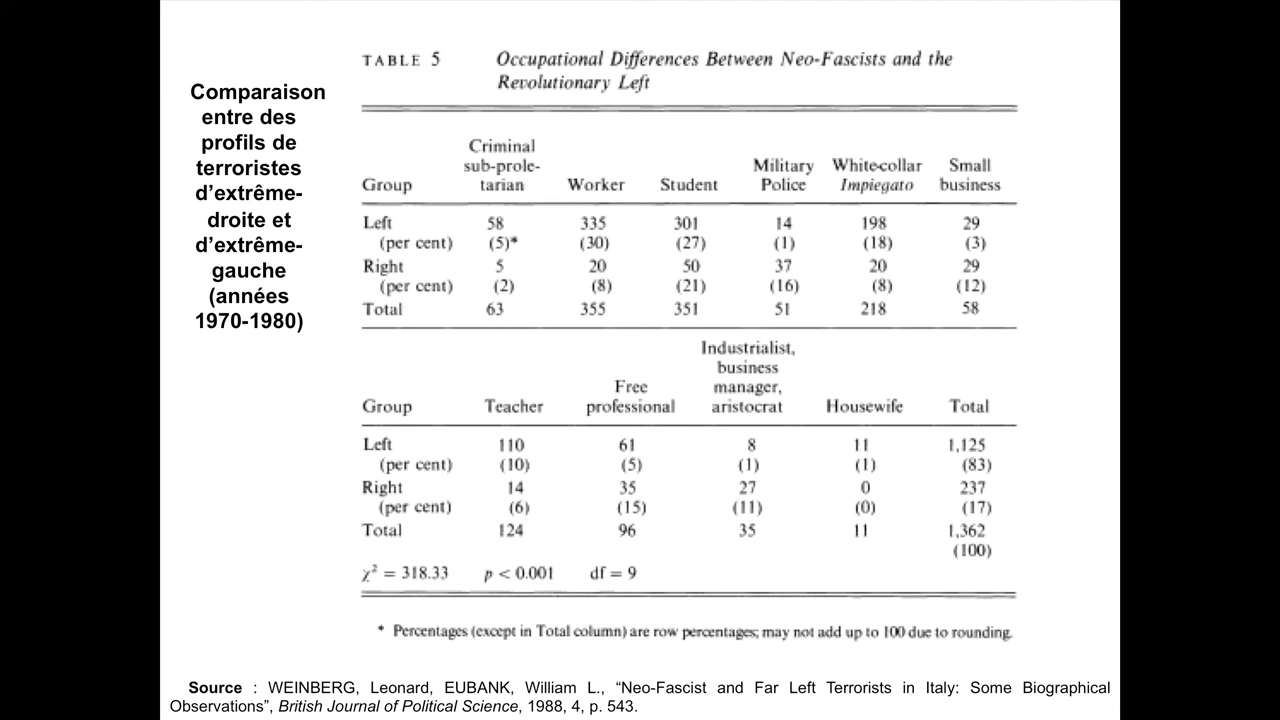 TABLE 5 Occupational Differences Between Neo-Fascists and the
Revolutionary Left
Comparaison
entre des
profils de
terroristes
d’extrême-
droite et
d’extrême-
gauche
(années
1970-1980)
Criminal
sub-prole- Military White-collar Small
Group tarian Worker Student Police Impiegato business
Left 58 335 301 14 198 29
(per cent) (5)* (30) (27) (1) (18) (3)
Right 5 20 50 37 20 29
(per cent) (2) (8) (21) (16) (8) (12)
Total 63 355 351 51 218 58
Industrialist,
business
Free manager,
Group Teacher professional aristocrat Housewife Total
Left 110 61 8 11 1,125
(per cent) (10) (5) (1) (1) (83)
Right 14 35 27 0 237
(per cent) (6) (15) (11) (0) (17)
Total 124 96 35 11 1,362
(100)
χ² = 318.33 p < 0.001 df = 9
* Percentages (except in Total column) are row percentages; may not add up to 100 due to rounding.
Source : WEINBERG, Leonard, EUBANK, William L., “Neo-Fascist and Far Left Terrorists in Italy: Some Biographical
Observations”, British Journal of Political Science, 1988, 4, p. 543.